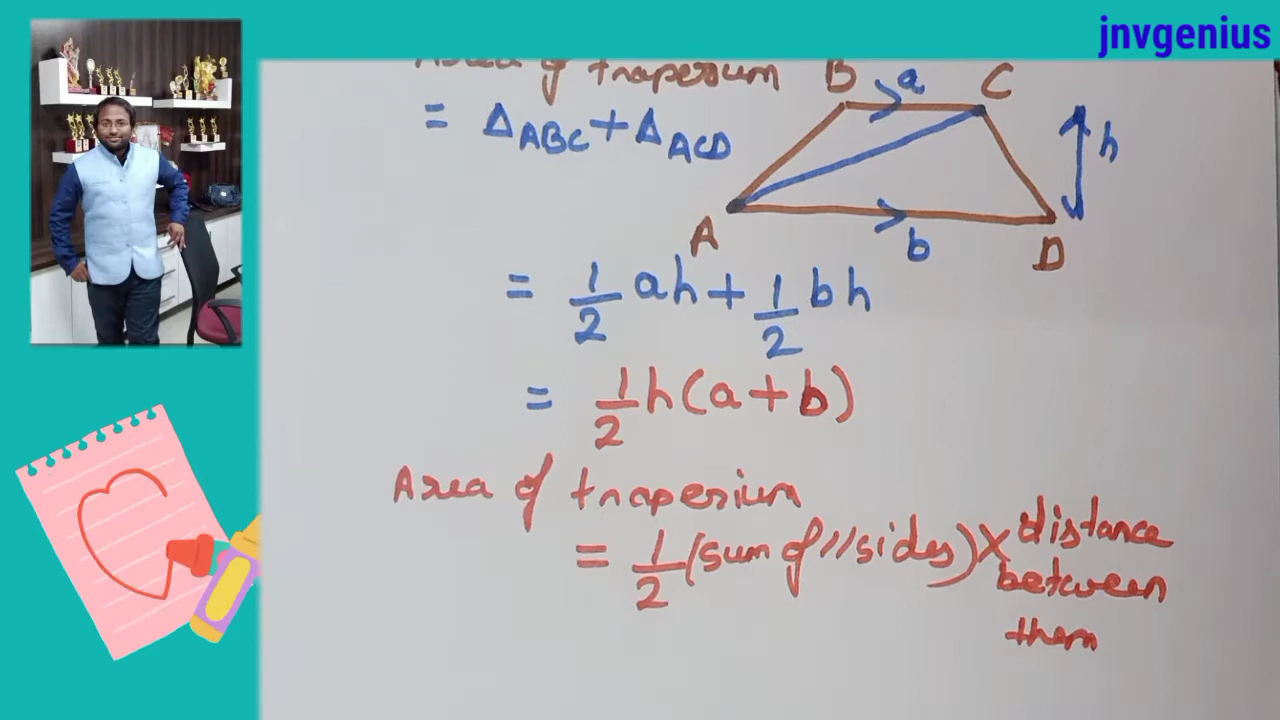 jnvgenius
Area of trapezium
= ΔABC + ΔACD
B a C
h
A b D
= 1/2 ah + 1/2 bh
= 1/2 h(a + b)
Area of trapezium
= 1/2 (sum of // sides) × distance
between
them